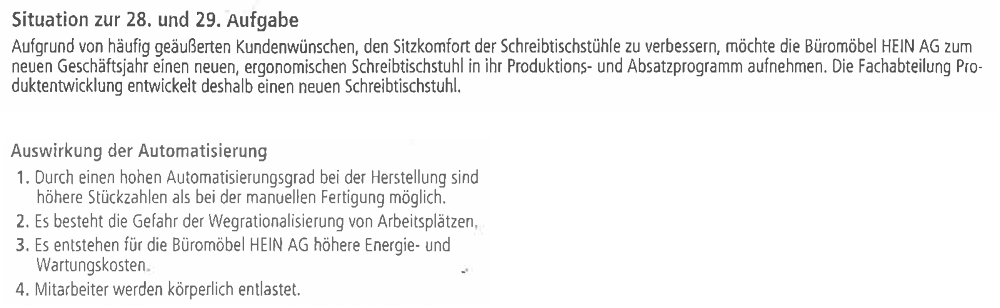 Situation zur 28. und 29. Aufgabe
Aufgrund von häufig geäußerten Kundenwünschen, den Sitzkomfort der Schreibtischstühle zu verbessern, möchte die Büromöbel HEIN AG zum
neuen Geschäftsjahr einen neuen, ergonomischen Schreibtischstuhl in ihr Produktions- und Absatzprogramm aufnehmen. Die Fachabteilung Pro-
duktentwicklung entwickelt deshalb einen neuen Schreibtischstuhl.
Auswirkung der Automatisierung
1. Durch einen hohen Automatisierungsgrad bei der Herstellung sind
höhere Stückzahlen als bei der manuellen Fertigung möglich.
2. Es besteht die Gefahr der Wegrationalisierung von Arbeitsplätzen.
3. Es entstehen für die Büromöbel HEIN AG höhere Energie- und
Wartungskosten.
4. Mitarbeiter werden körperlich entlastet.